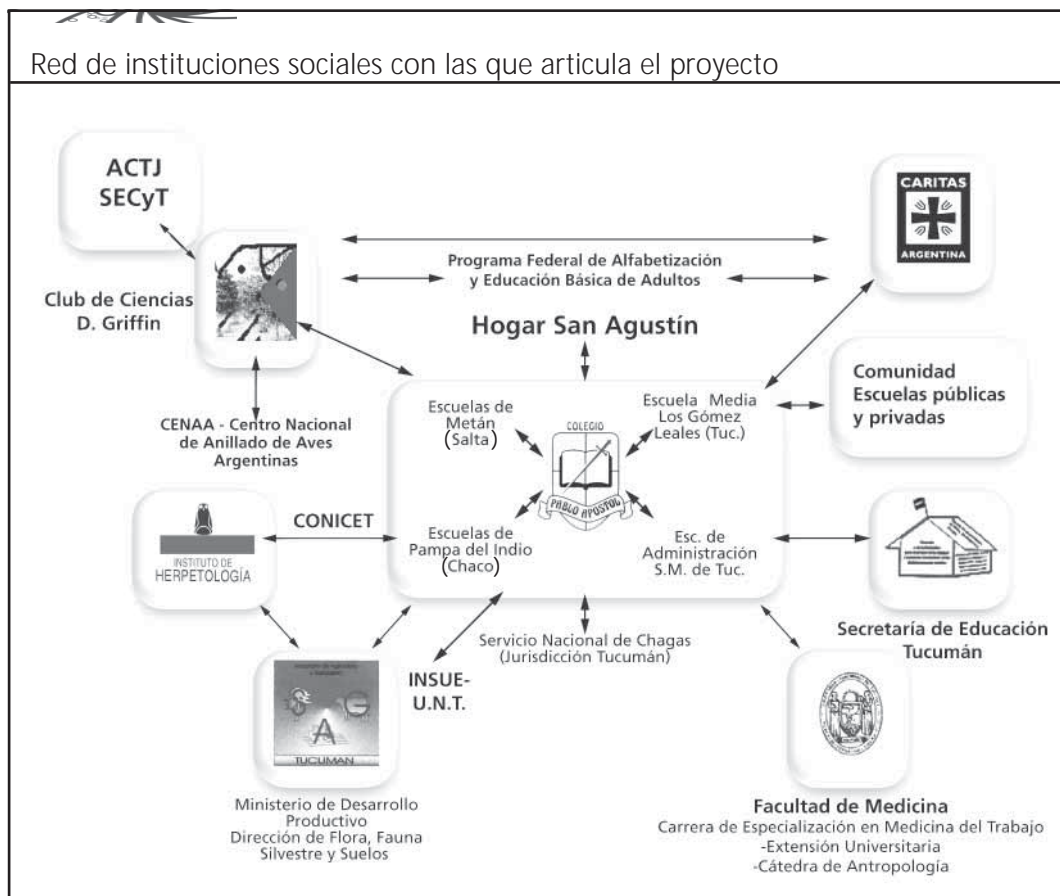 Red de instituciones sociales con las que articula el proyecto
ACTJ
SECyT
CARITAS
ARGENTINA
Programa Federal de Alfabetización
y Educación Básica de Adultos
Club de Ciencias
D. Griffin
Hogar San Agustín
Comunidad
Escuelas públicas
y privadas
Escuelas de
Metán
(Salta)
COLEGIO
PABLO APOSTOL
Escuela Media
Los Gómez
Leales (Tuc.)
CENAA - Centro Nacional
de Anillado de Aves
Argentinas
CONICET
INSTITUTO DE
HERPETOLOGÍA
Escuelas de
Pampa del Indio
(Chaco)
Esc. de
Administración
S.M. de Tuc.
Secretaría de Educación
Tucumán
Servicio Nacional de Chagas
(Jurisdicción Tucumán)
INSUE-
U.N.T.
S G
A
TUCUMAN
Ministerio de Desarrollo
Productivo
Dirección de Flora, Fauna
Silvestre y Suelos
Facultad de Medicina
Carrera de Especialización en Medicina del Trabajo
-Extensión Universitaria
-Cátedra de Antropología